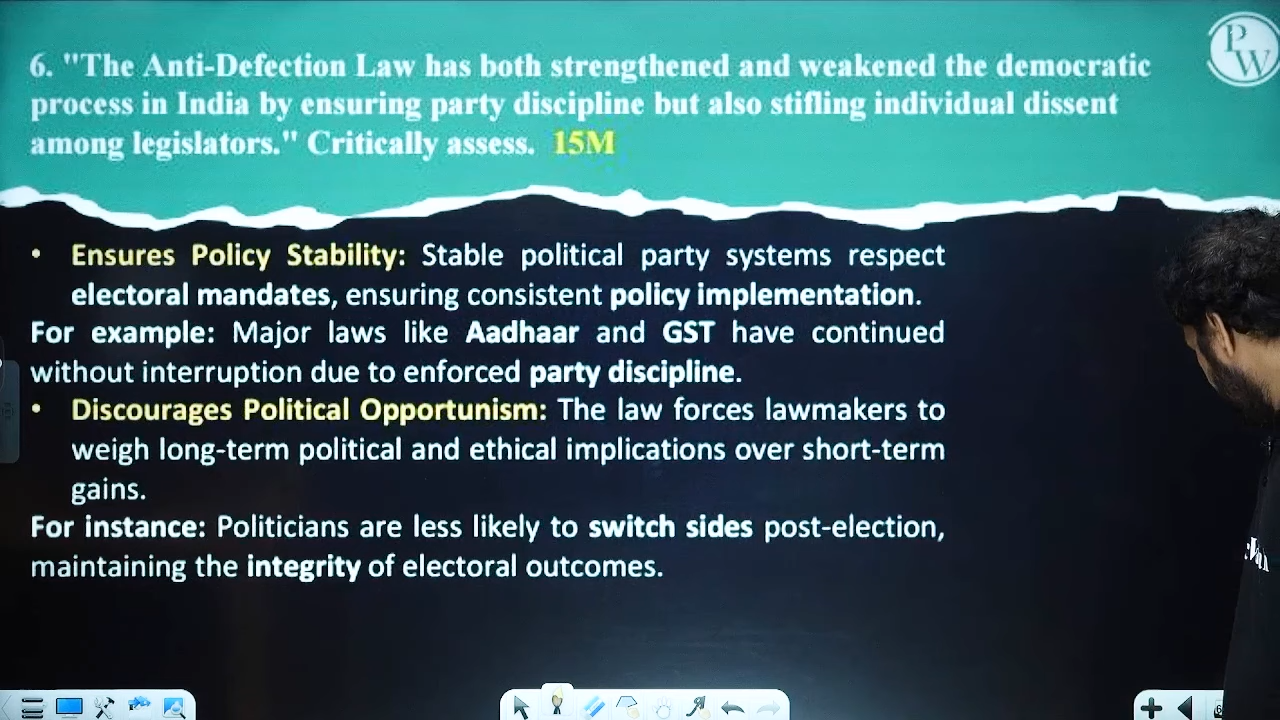 6. "The Anti-Defection Law has both strengthened and weakened the democratic
process in India by ensuring party discipline but also stifling individual dissent
among legislators." Critically assess. 15M
PW
• Ensures Policy Stability: Stable political party systems respect
electoral mandates, ensuring consistent policy implementation.
For example: Major laws like Aadhaar and GST have continued
without interruption due to enforced party discipline.
• Discourages Political Opportunism: The law forces lawmakers to
weigh long-term political and ethical implications over short-term
gains.
For instance: Politicians are less likely to switch sides post-election,
maintaining the integrity of electoral outcomes.